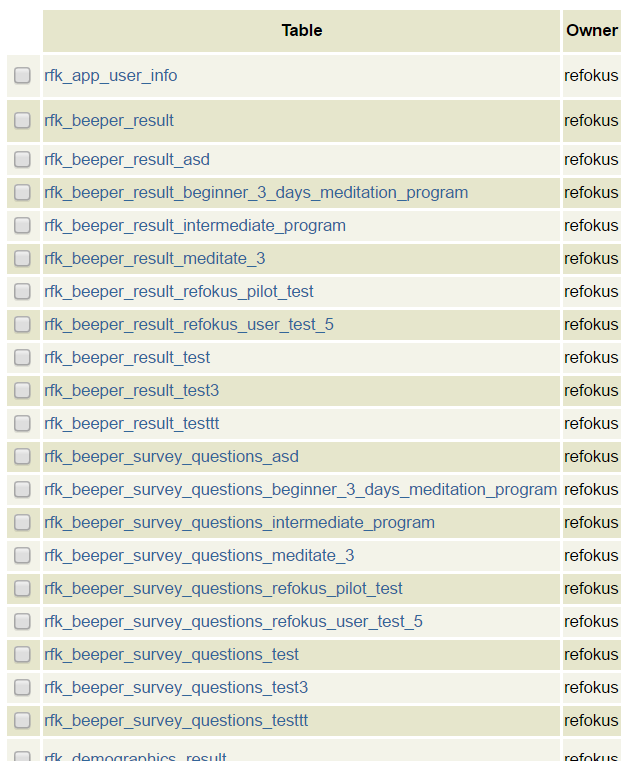 Table Owner
rfk_app_user_info refokus
rfk_beeper_result refokus
rfk_beeper_result_asd refokus
rfk_beeper_result_beginner_3_days_meditation_program refokus
rfk_beeper_result_intermediate_program refokus
rfk_beeper_result_meditate_3 refokus
rfk_beeper_result_refokus_pilot_test refokus
rfk_beeper_result_refokus_user_test_5 refokus
rfk_beeper_result_test refokus
rfk_beeper_result_test3 refokus
rfk_beeper_result_testtt refokus
rfk_beeper_survey_questions_asd refokus
rfk_beeper_survey_questions_beginner_3_days_meditation_program refokus
rfk_beeper_survey_questions_intermediate_program refokus
rfk_beeper_survey_questions_meditate_3 refokus
rfk_beeper_survey_questions_refokus_pilot_test refokus
rfk_beeper_survey_questions_refokus_user_test_5 refokus
rfk_beeper_survey_questions_test refokus
rfk_beeper_survey_questions_test3 refokus
rfk_beeper_survey_questions_testtt refokus
rfk_demographics_result refokus